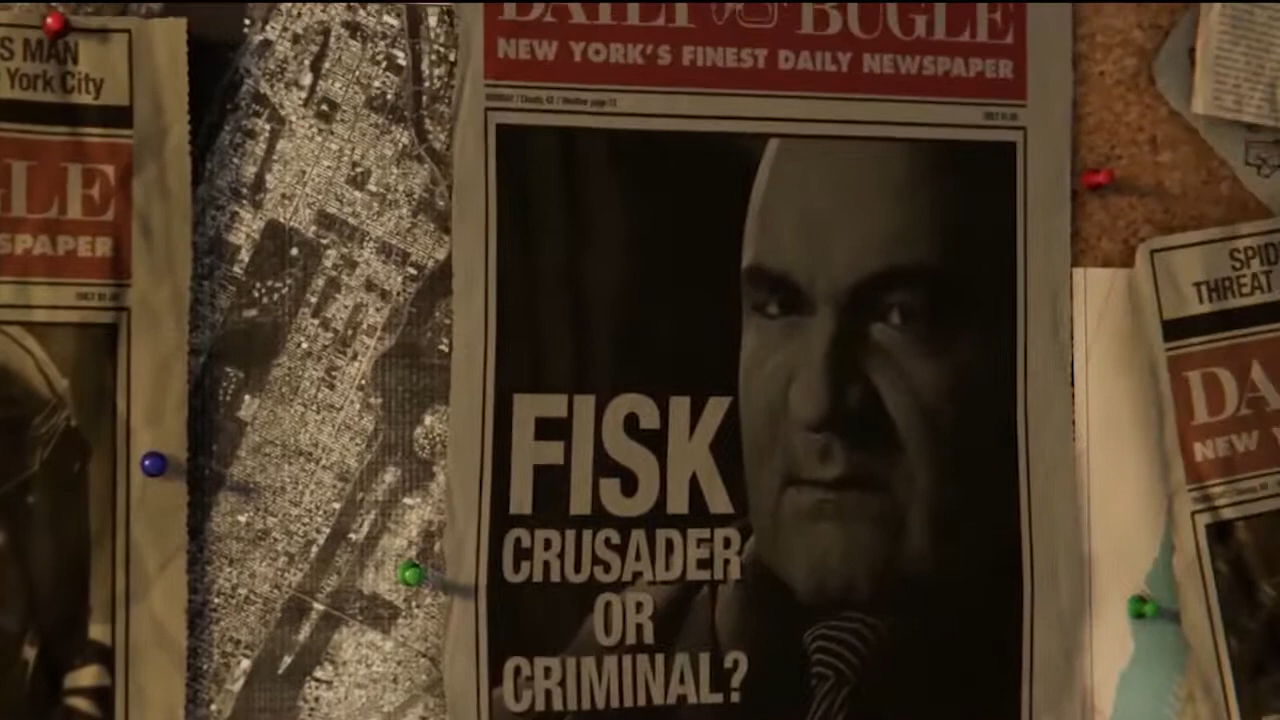 S MAN
York City
GLE
SPAPER
DAILY BUGLE
NEW YORK'S FINEST DAILY NEWSPAPER
FISK
CRUSADER
OR
CRIMINAL?
SPID
THREAT
DA
NEW